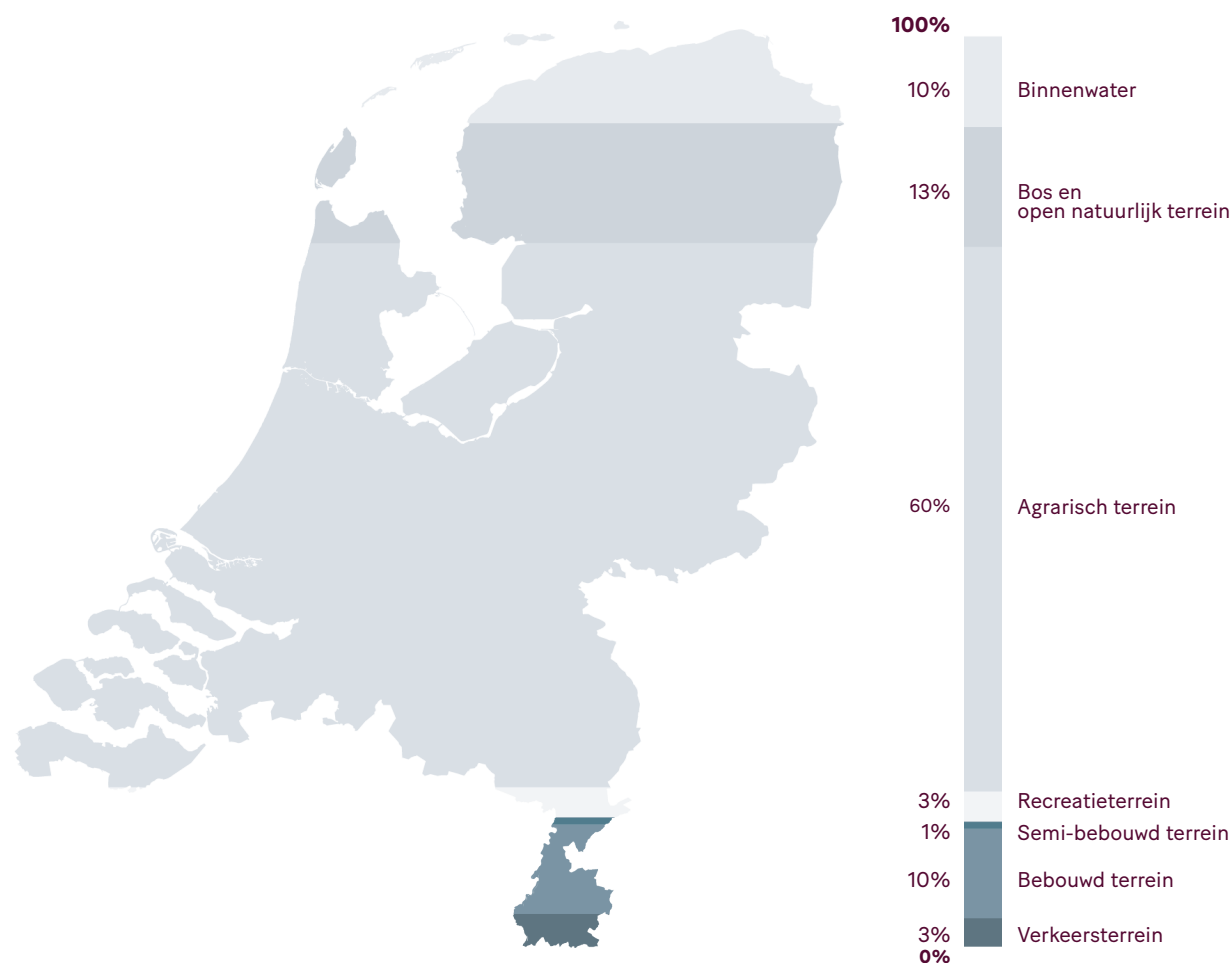 100%
10% Binnenwater
13% Bos en
open natuurlijk terrein
60% Agrarisch terrein
3% Recreatieterrein
1% Semi-bebouwd terrein
10% Bebouwd terrein
3% Verkeersterrein
0%